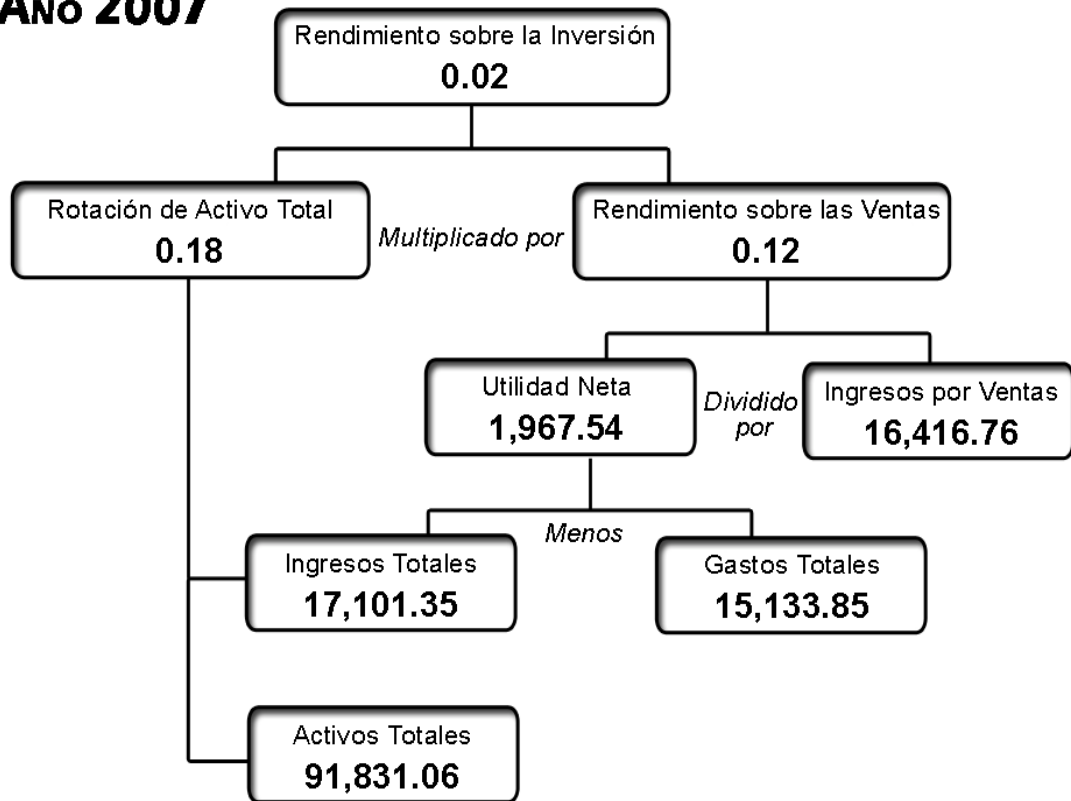 AÑO 2007
Rendimiento sobre la Inversión
0.02
Rotación de Activo Total
0.18
Multiplicado por
Rendimiento sobre las Ventas
0.12
Utilidad Neta
1,967.54
Dividido
por
Ingresos por Ventas
16,416.76
Menos
Ingresos Totales
17,101.35
Gastos Totales
15,133.85
Activos Totales
91,831.06